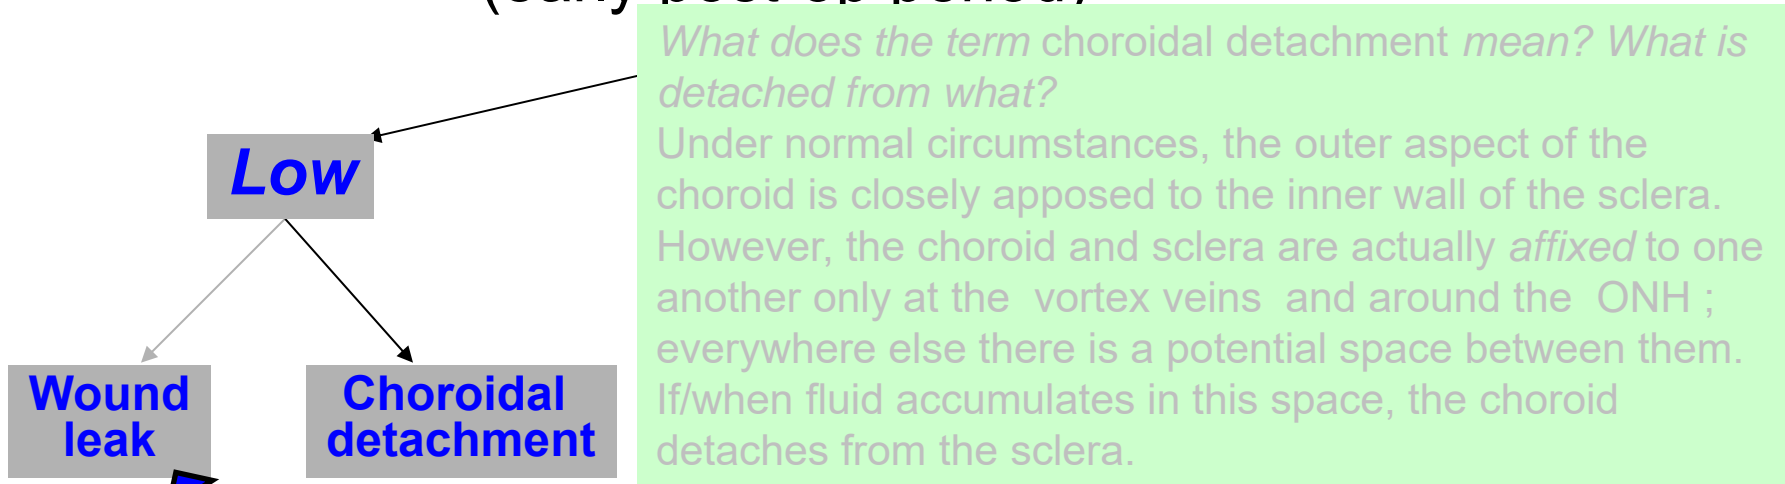 (early post-op period)
What does the term choroidal detachment mean? What is
detached from what?
Under normal circumstances, the outer aspect of the
choroid is closely apposed to the inner wall of the sclera.
However, the choroid and sclera are actually affixed to one
another only at the vortex veins and around the ONH ;
everywhere else there is a potential space between them.
If/when fluid accumulates in this space, the choroid
detaches from the sclera.
Low
Wound
leak
Choroidal
detachment